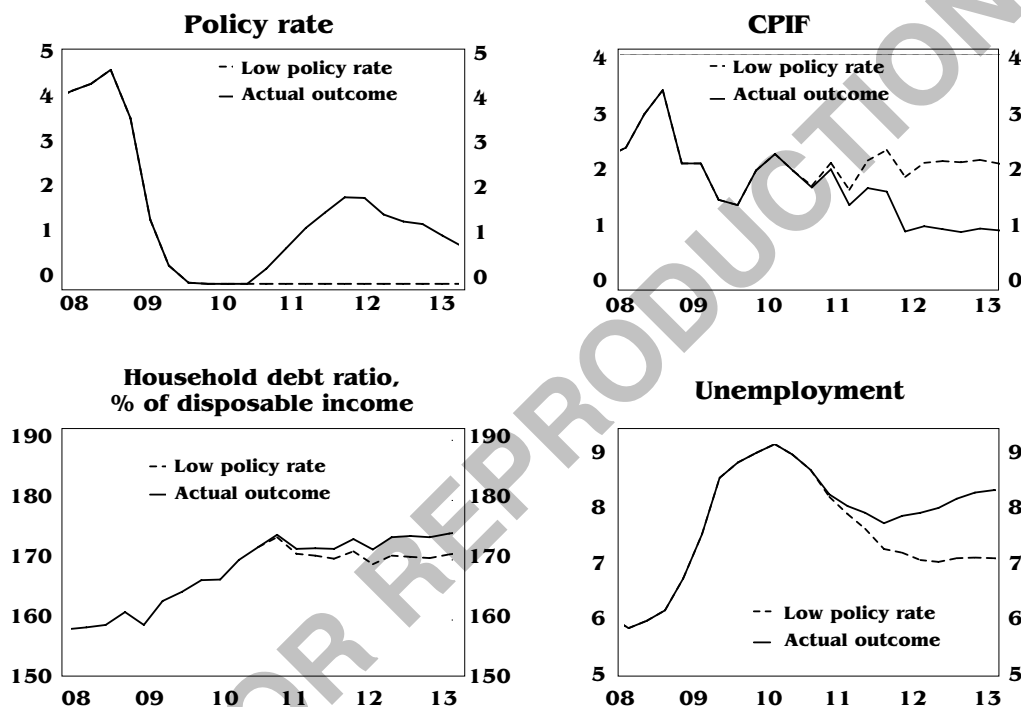 Policy rate
5
4
3
2
1
0
5
4
3
2
1
0
-- Low policy rate
— Actual outcome
08 09 10 11 12 13
CPIF
4
3
2
1
0
4
3
2
1
0
-- Low policy rate
— Actual outcome
08 09 10 11 12 13
Household debt ratio,
% of disposable income
190
180
170
160
150
190
180
170
160
150
-- Low policy rate
— Actual outcome
08 09 10 11 12 13
Unemployment
9
8
7
6
5
9
8
7
6
5
-- Low policy rate
— Actual outcome
08 09 10 11 12 13
OR REPRODUCTION